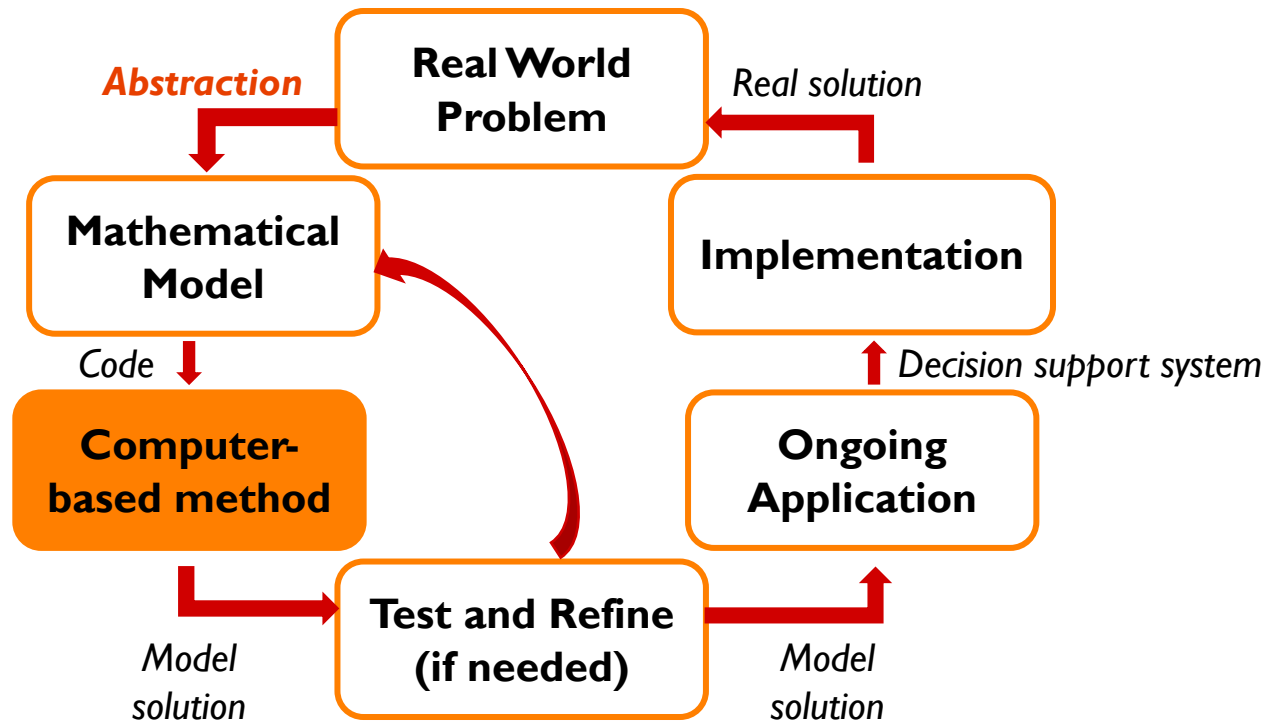 Real World
Problem
Abstraction
Real solution
Mathematical
Model
Implementation
Code
Decision support system
Computer-
based method
Ongoing
Application
Test and Refine
(if needed)
Model
solution
Model
solution